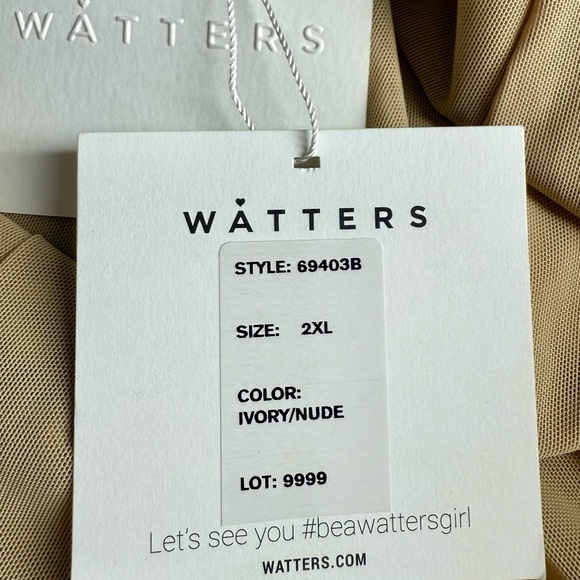 WATTERS
WATTERS
STYLE: 69403B
SIZE: 2XL
COLOR:
IVORY/NUDE
LOT: 9999
Let's see you #beawattersgirl
WATTERS.COM